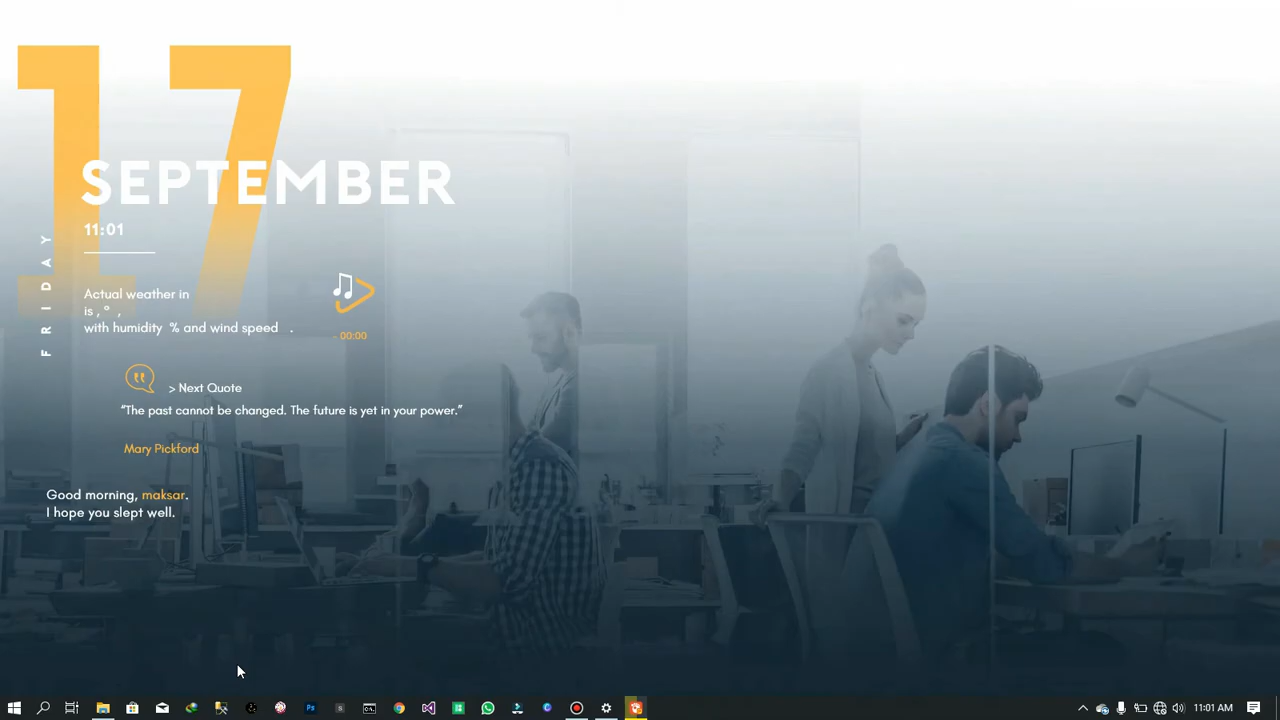 17
SEPTEMBER
11:01
FRIDAY
Actual weather in
is , ° ,
with humidity % and wind speed .
- 00:00
> Next Quote
“The past cannot be changed. The future is yet in your power.”
Mary Pickford
Good morning, maksar.
I hope you slept well.
Ps
11:01 AM